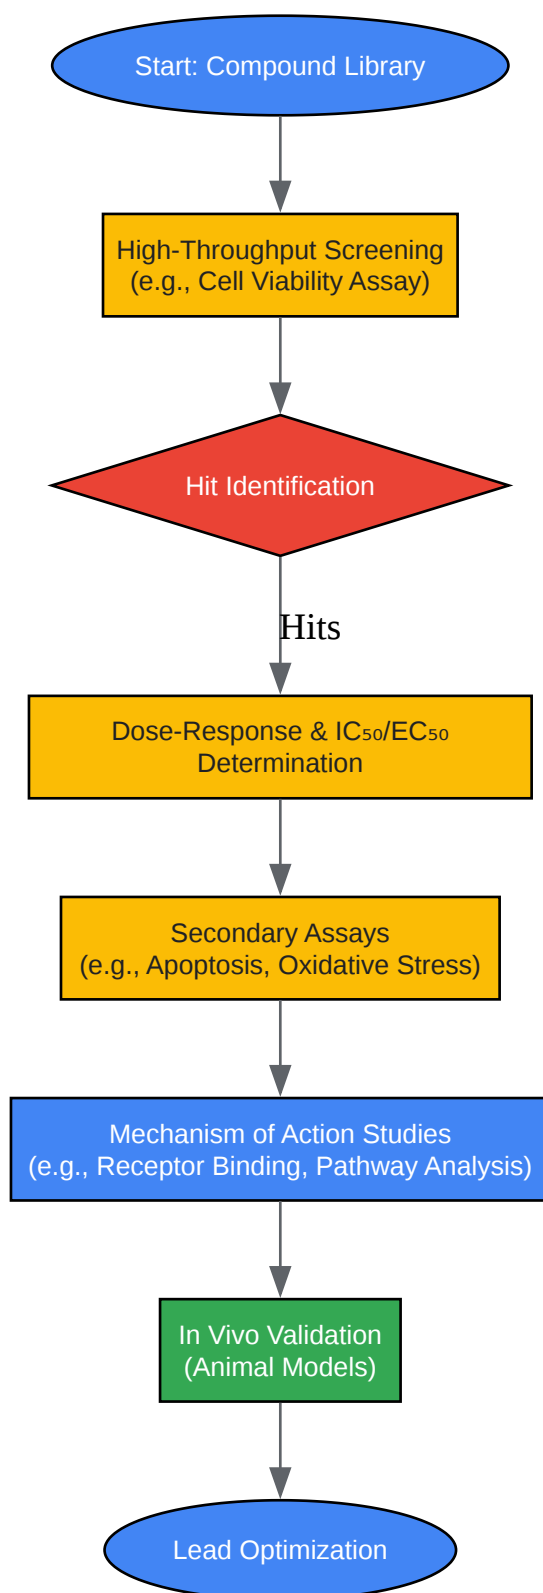 Start: Compound Library
High-Throughput Screening
(e.g., Cell Viability Assay)
Hit Identification
Hits
Dose-Response & IC₅₀/EC₅₀
Determination
Secondary Assays
(e.g., Apoptosis, Oxidative Stress)
Mechanism of Action Studies
(e.g., Receptor Binding, Pathway Analysis)
In Vivo Validation
(Animal Models)
Lead Optimization